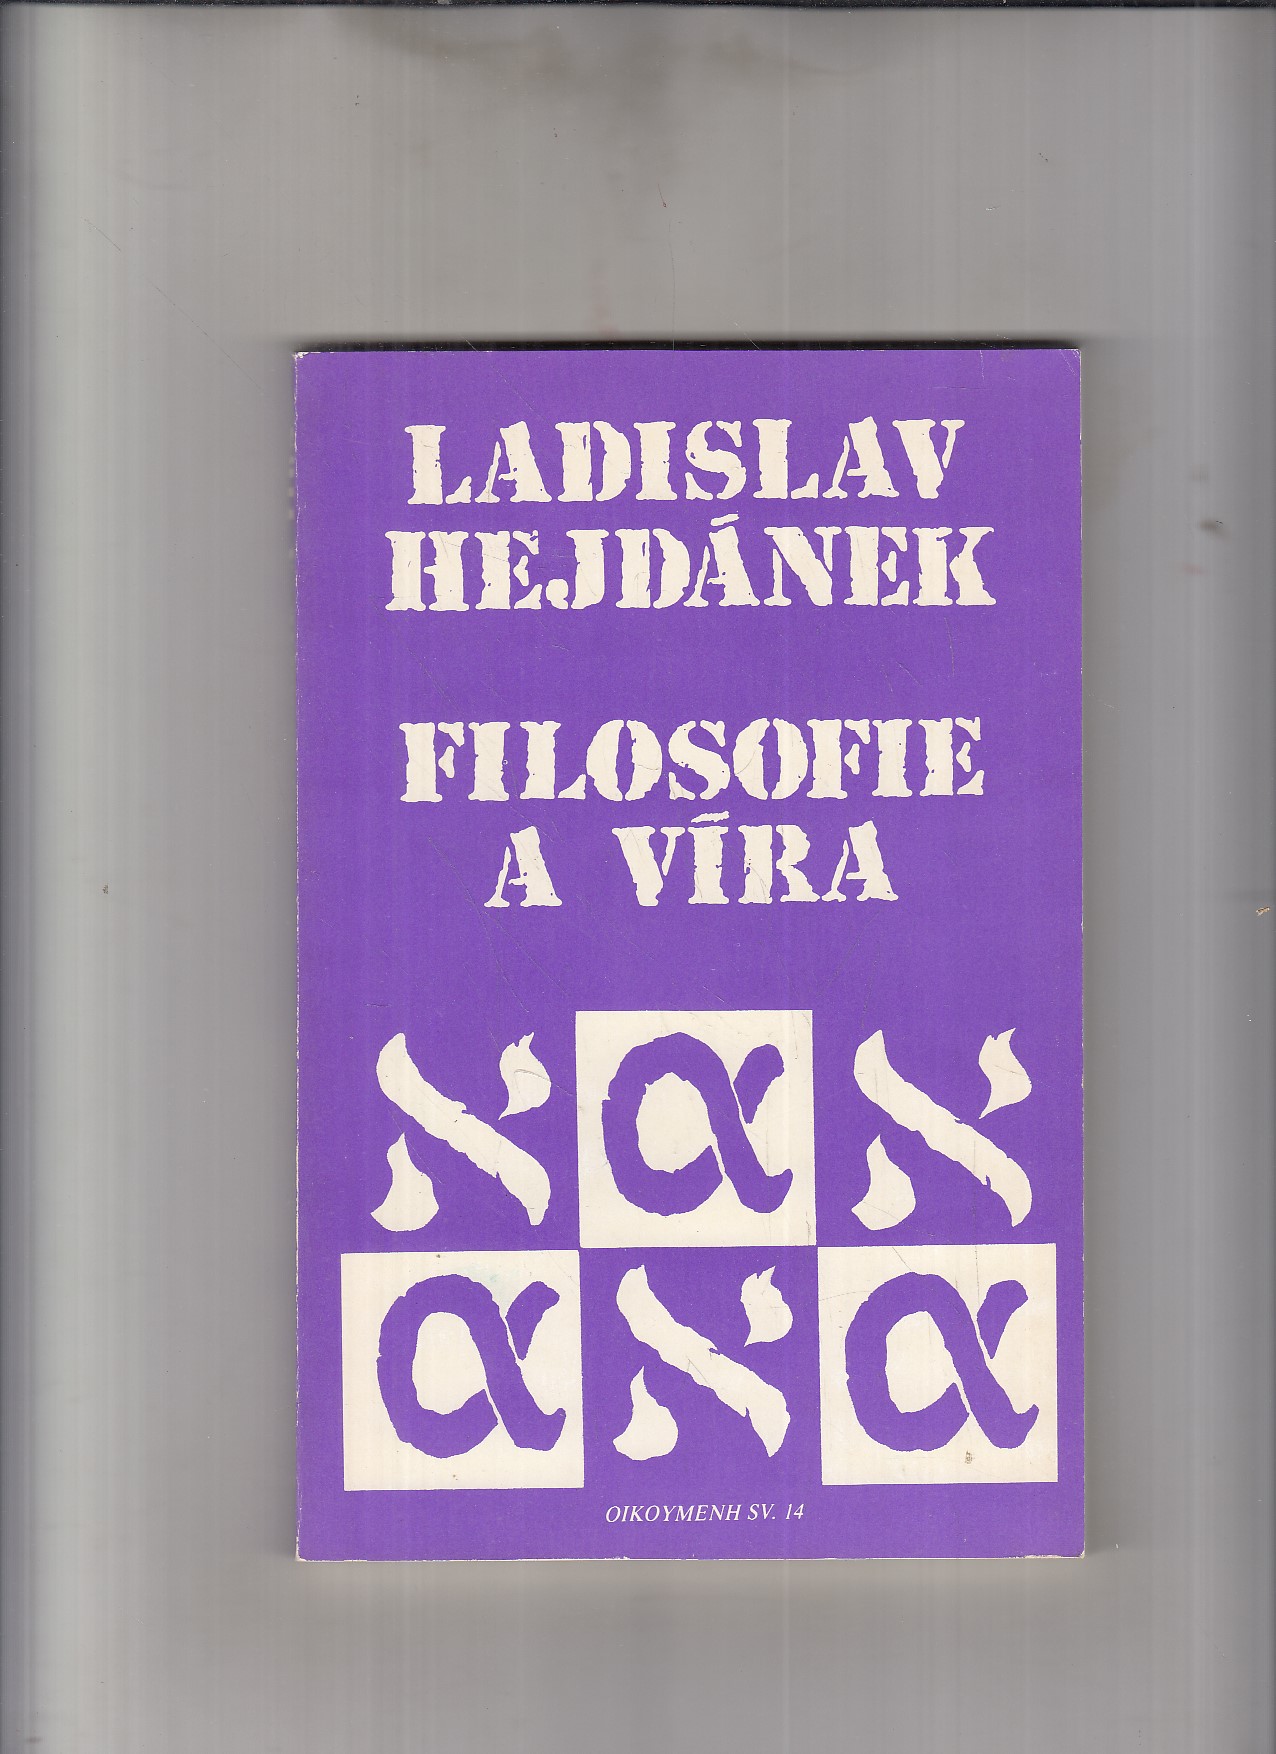 LADISLAV
HEJDÁNEK
FILOSOFIE
A VÍRA
א α א
α א α
OIKOYMENH SV. 14